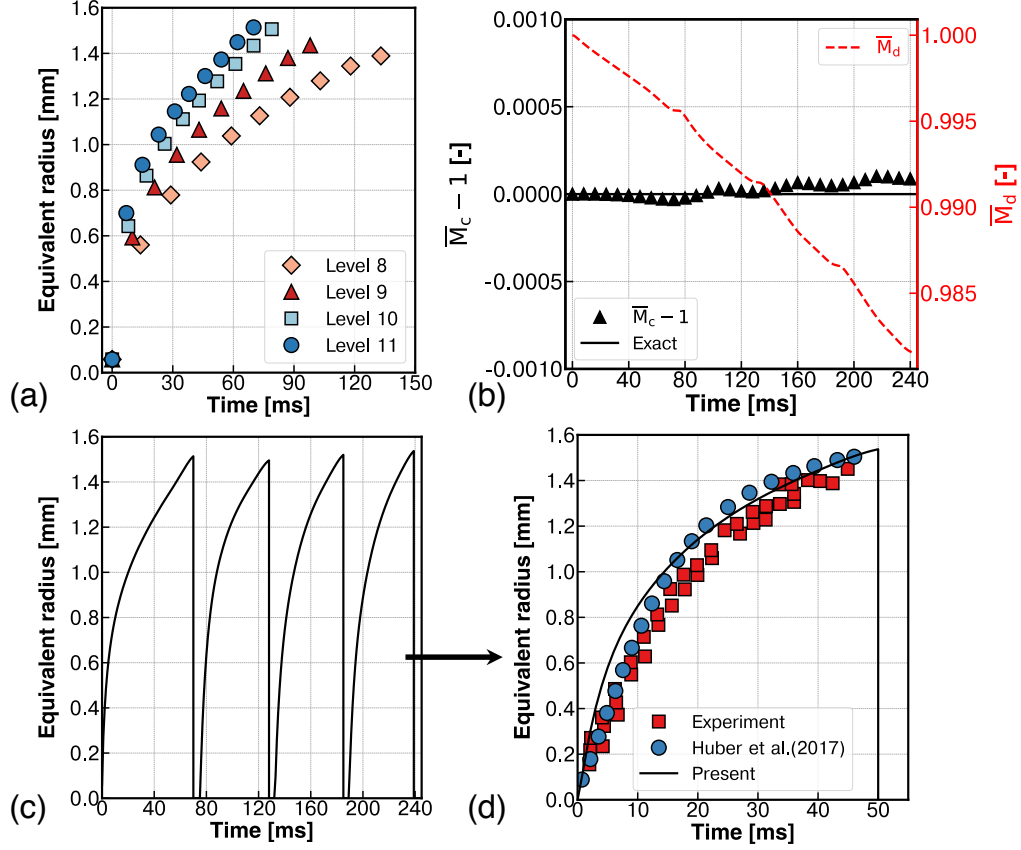 1.6
1.4
1.2
1.0
0.8
0.6
0.4
0.2
0.0
Equivalent radius [mm]
Level 8
Level 9
Level 10
Level 11
0 30 60 90 120 150
Time [ms]
(a)
0.0010
0.0005
0.0000
-0.0005
-0.0010
M̅c − 1 [-]
M̅d
M̅c − 1
Exact
1.000
0.995
0.990
0.985
M̅d [-]
0 40 80 120 160 200 240
Time [ms]
(b)
1.6
1.4
1.2
1.0
0.8
0.6
0.4
0.2
0.0
Equivalent radius [mm]
0 40 80 120 160 200 240
Time [ms]
(c)
1.6
1.4
1.2
1.0
0.8
0.6
0.4
0.2
0.0
Equivalent radius [mm]
Experiment
Huber et al.(2017)
Present
0 10 20 30 40 50
Time [ms]
(d)